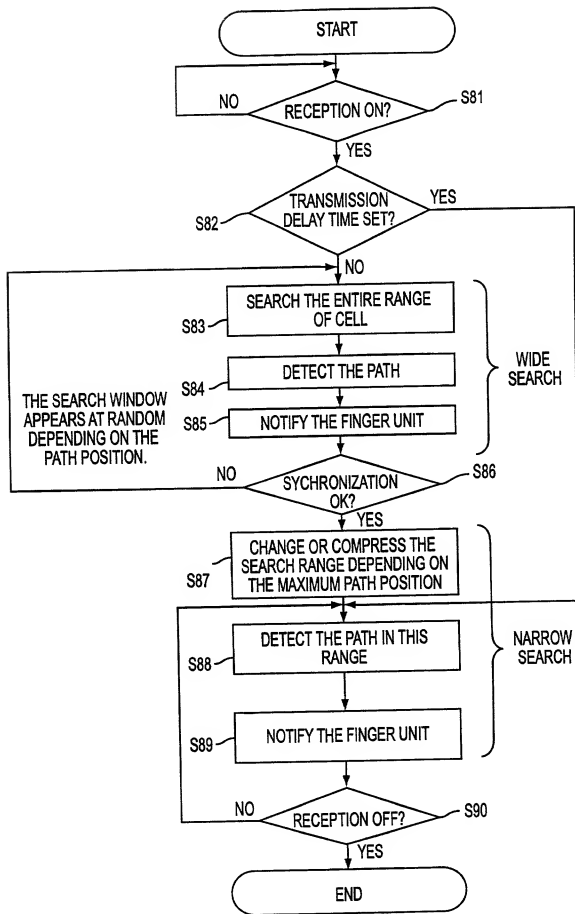 START
NO
RECEPTION ON?
S81
YES
TRANSMISSION
DELAY TIME SET?
YES
S82
NO
SEARCH THE ENTIRE RANGE
OF CELL
S83
DETECT THE PATH
S84
WIDE
SEARCH
THE SEARCH WINDOW
APPEARS AT RANDOM
DEPENDING ON THE
PATH POSITION.
S85
NOTIFY THE FINGER UNIT
NO
SYCHRONIZATION
OK?
S86
YES
CHANGE OR COMPRESS THE
SEARCH RANGE DEPENDING ON
THE MAXIMUM PATH POSITION
S87
DETECT THE PATH IN THIS
RANGE
S88
NARROW
SEARCH
NOTIFY THE FINGER UNIT
S89
NO
RECEPTION OFF?
S90
YES
END